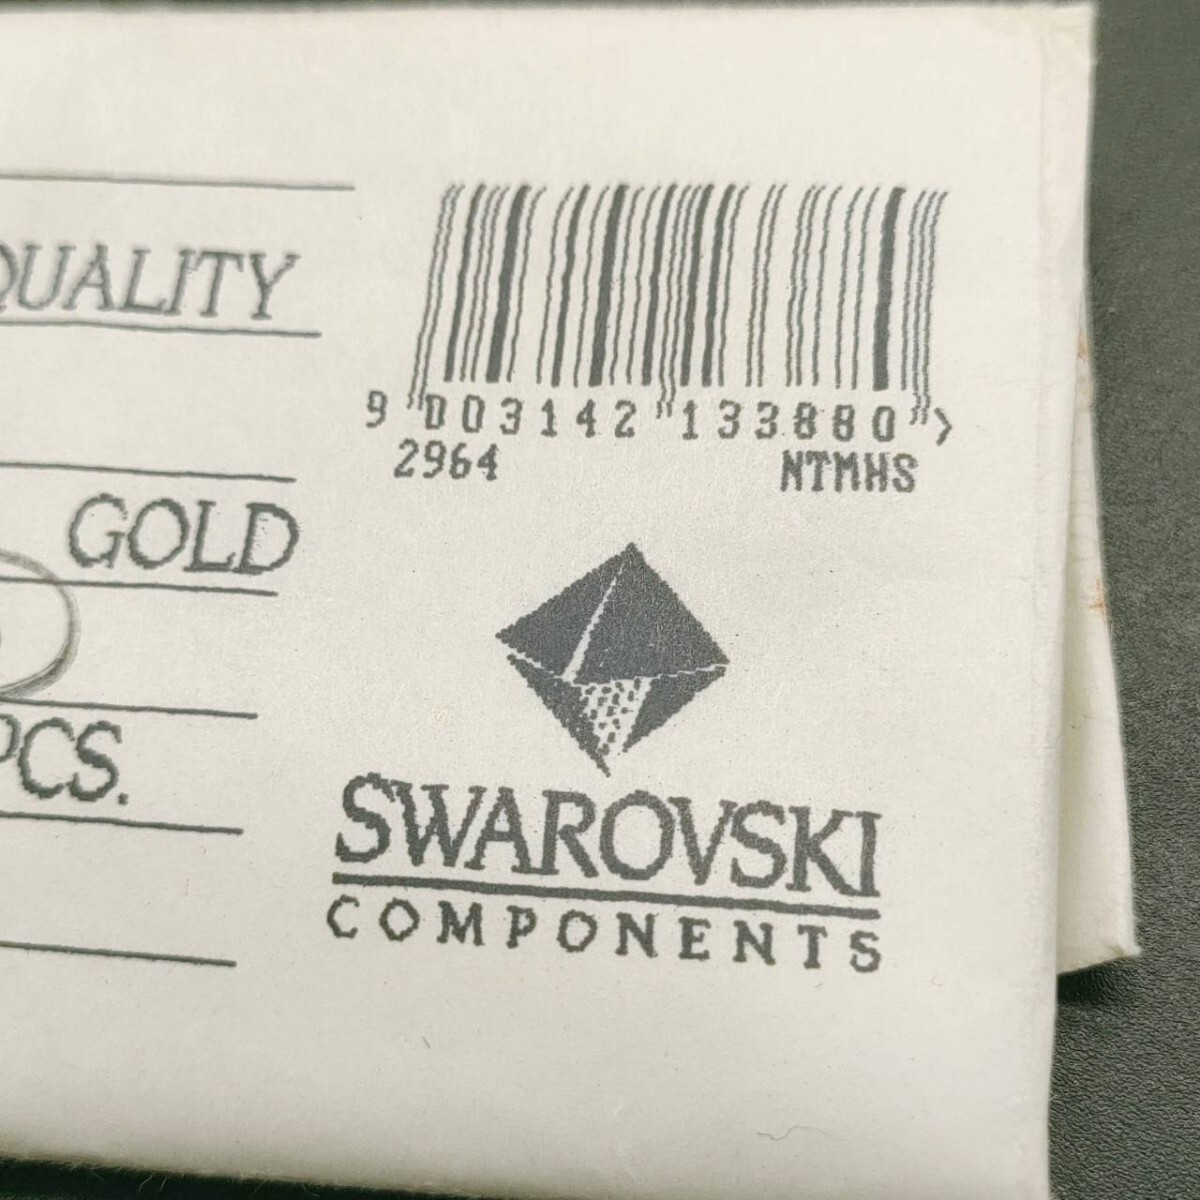 QUALITY
GOLD
PCS.
9 003142 133880 >
2964 NTMHS
SWAROVSKI
COMPONENTS